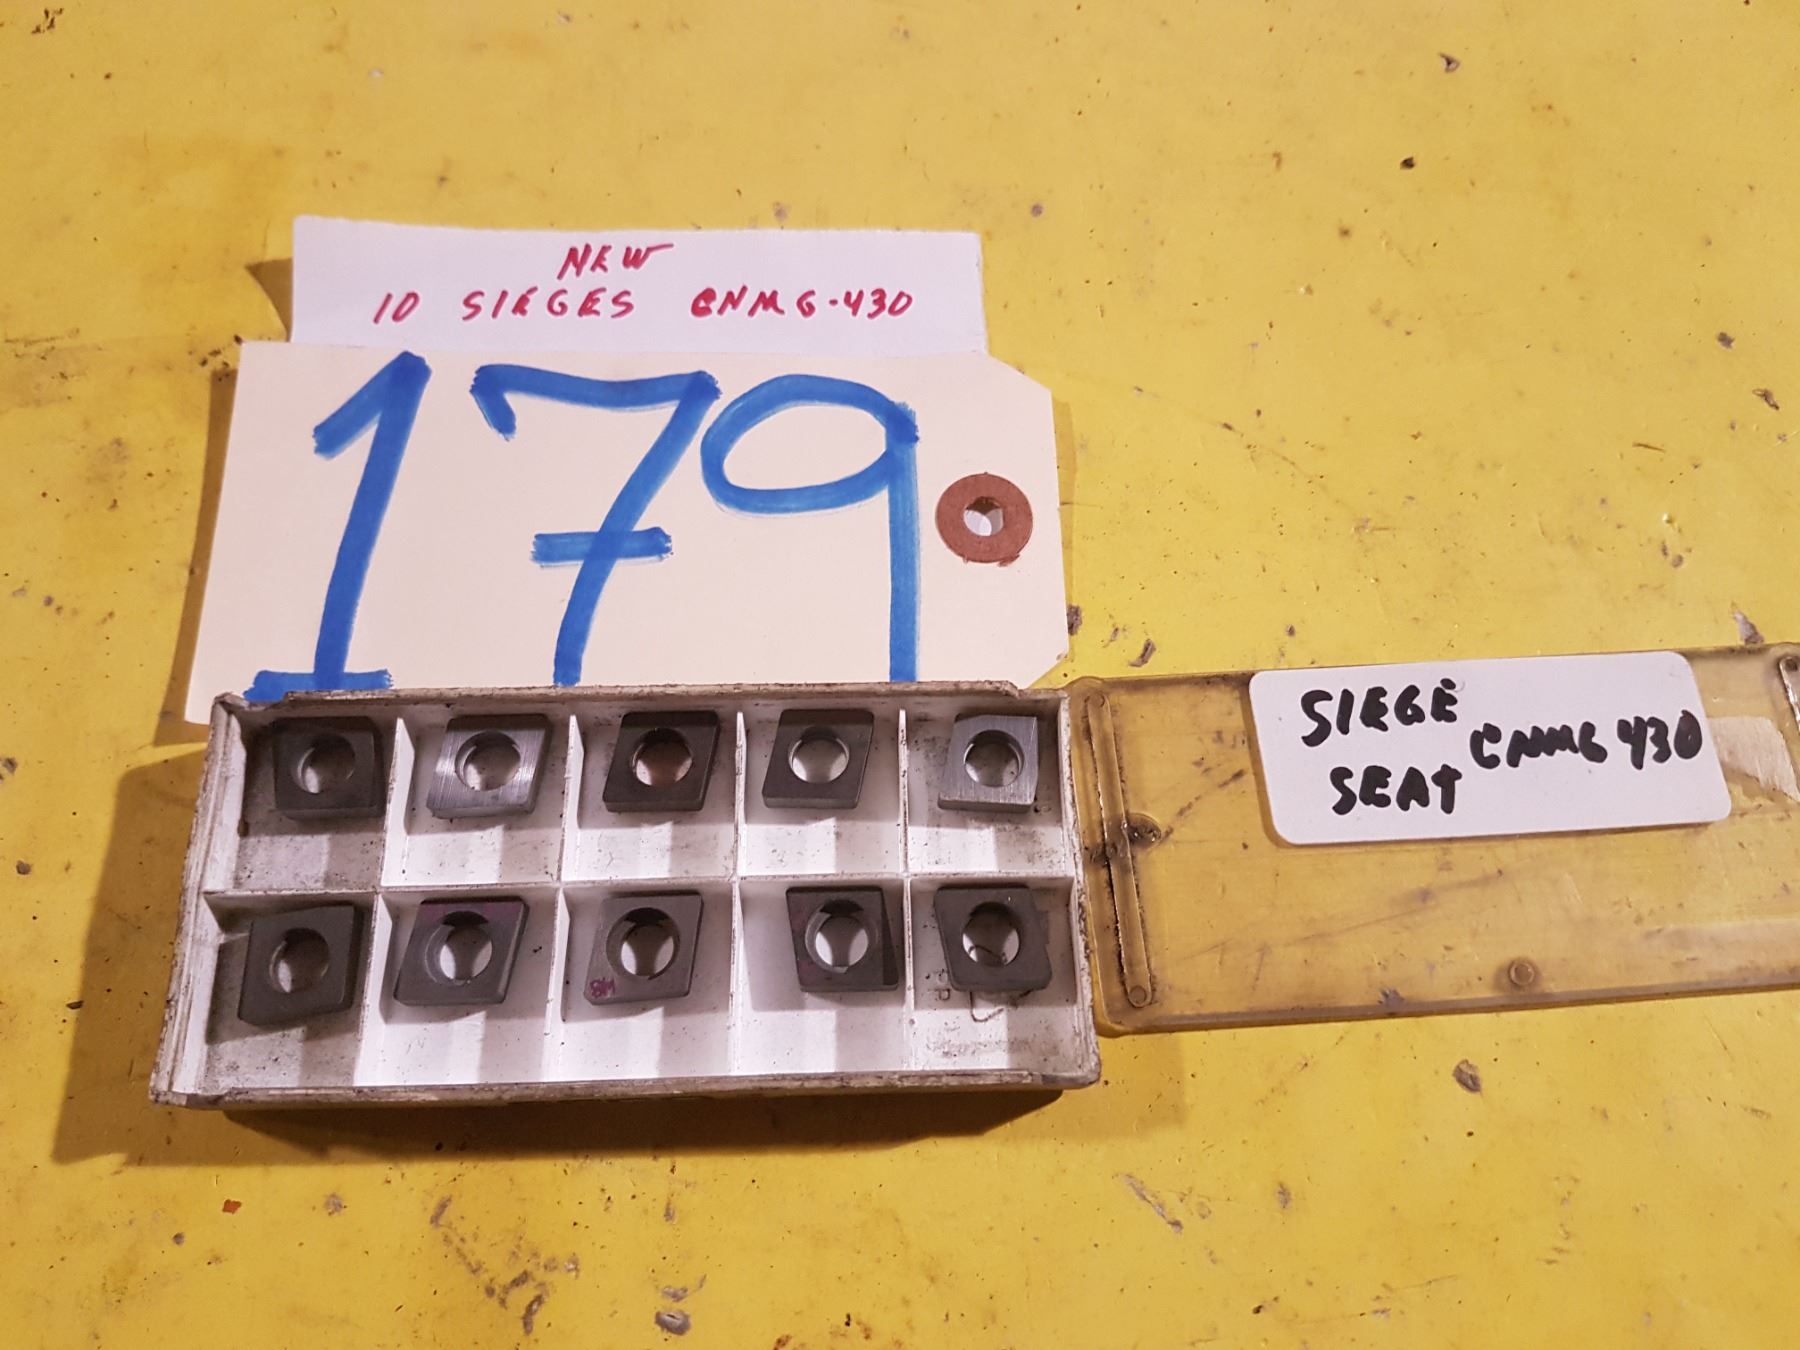 NEW
10 SIEGES CNMG-430
179
SIEGE
SEAT CNMG 430